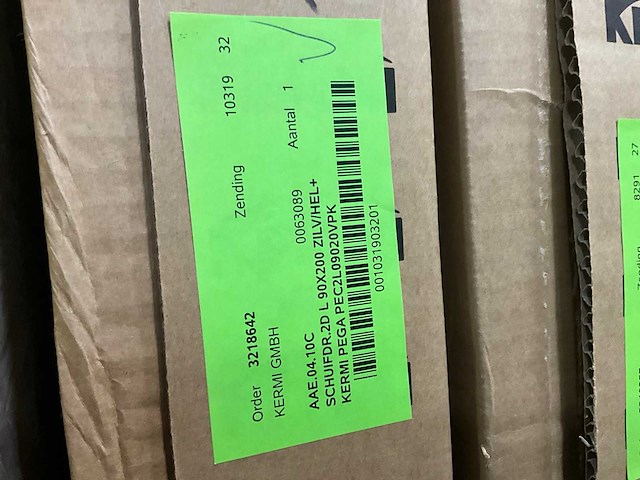 Order 3218642 Zending 10319 32
KERMI GMBH
0063089 Aantal 1
AAE.04.10C
SCHUIFDR.2D L 90X200 ZILV/HEL+
KERMI PEGA PEC2L09020VPK
001031903201
8291 27